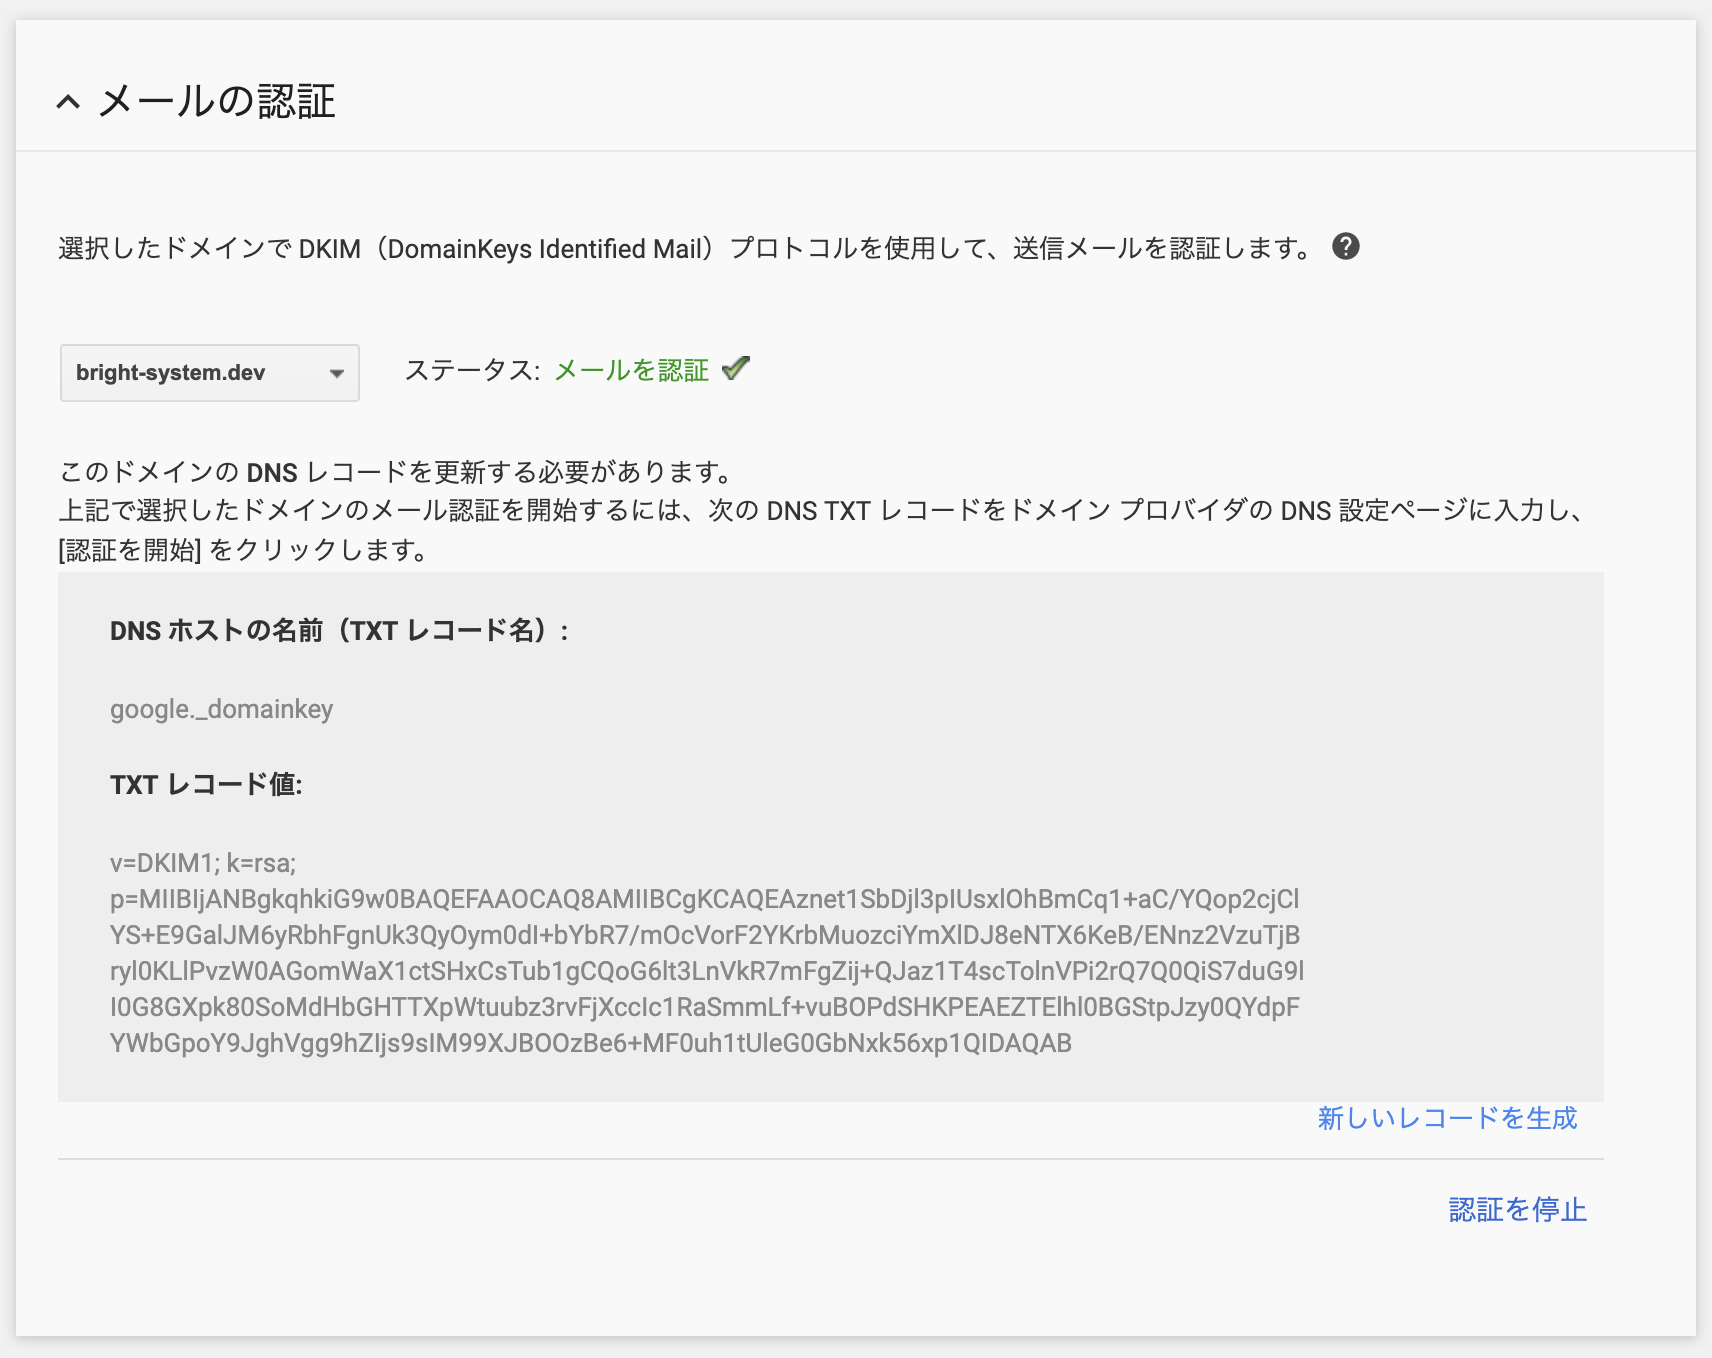 メールの認証
選択したドメインで DKIM（DomainKeys Identified Mail）プロトコルを使用して、送信メールを認証します。
bright-system.dev
ステータス: メールを認証
このドメインの DNS レコードを更新する必要があります。
上記で選択したドメインのメール認証を開始するには、次の DNS TXT レコードをドメイン プロバイダの DNS 設定ページに入力し、
[認証を開始] をクリックします。
DNS ホストの名前（TXT レコード名）:
google._domainkey
TXT レコード値:
v=DKIM1; k=rsa;
p=MIIBIjANBgkqhkiG9w0BAQEFAAOCAQ8AMIIBCgKCAQEAznet1SbDjl3pIUsxlOhBmCq1+aC/YQop2cjCl
YS+E9GalJM6yRbhFgnUk3QyOym0dI+bYbR7/mOcVorF2YKrbMuozciYmXlDJ8eNTX6KeB/ENnz2VzuTjB
ryl0KLlPvzW0AGomWaX1ctSHxCsTub1gCQoG6lt3LnVkR7mFgZij+QJaz1T4scTolnVPi2rQ7Q0QiS7duG9l
I0G8GXpk80SoMdHbGHTTXpWtuubz3rvFjXccIc1RaSmmLf+vuBOPdSHKPEAEZTElhl0BGStpJzy0QYdpF
YWbGpoY9JghVgg9hZIjs9sIM99XJBOOzBe6+MF0uh1tUleG0GbNxk56xp1QIDAQAB
新しいレコードを生成
認証を停止